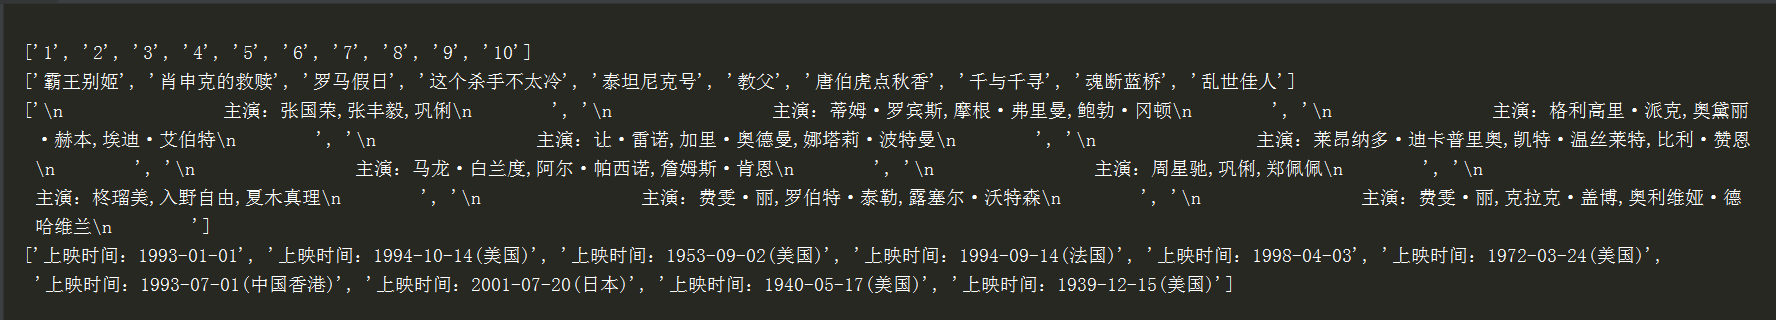 ['1', '2', '3', '4', '5', '6', '7', '8', '9', '10']
['霸王别姬', '肖申克的救赎', '罗马假日', '这个杀手不太冷', '泰坦尼克号', '教父', '唐伯虎点秋香', '千与千寻', '魂断蓝桥', '乱世佳人']
['\n                主演：张国荣,张丰毅,巩俐\n        ', '\n                主演：蒂姆·罗宾斯,摩根·弗里曼,鲍勃·冈顿\n        ', '\n                主演：格利高里·派克,奥黛丽
·赫本,埃迪·艾伯特\n        ', '\n                主演：让·雷诺,加里·奥德曼,娜塔莉·波特曼\n        ', '\n                主演：莱昂纳多·迪卡普里奥,凯特·温丝莱特,比利·赞恩
\n        ', '\n                主演：马龙·白兰度,阿尔·帕西诺,詹姆斯·肯恩\n        ', '\n                主演：周星驰,巩俐,郑佩佩\n        ', '\n
主演：柊瑠美,入野自由,夏木真理\n        ', '\n                主演：费雯·丽,罗伯特·泰勒,露塞尔·沃特森\n        ', '\n                主演：费雯·丽,克拉克·盖博,奥利维娅·德
哈维兰\n        ']
['上映时间：1993-01-01', '上映时间：1994-10-14(美国)', '上映时间：1953-09-02(美国)', '上映时间：1994-09-14(法国)', '上映时间：1998-04-03', '上映时间：1972-03-24(美国)',
'上映时间：1993-07-01(中国香港)', '上映时间：2001-07-20(日本)', '上映时间：1940-05-17(美国)', '上映时间：1939-12-15(美国)']